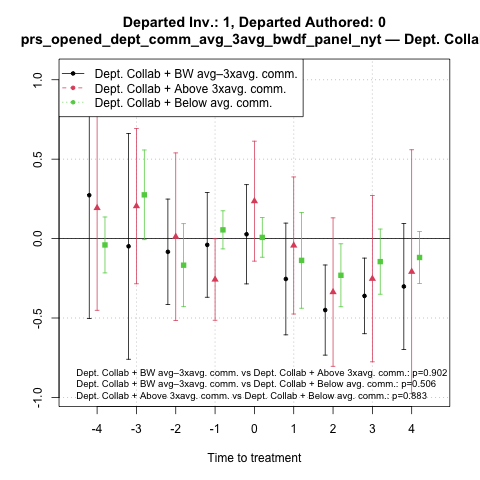 Departed Inv.: 1, Departed Authored: 0
prs_opened_dept_comm_avg_3avg_bwdf_panel_nyt — Dept. Colla
Dept. Collab + BW avg–3xavg. comm.
Dept. Collab + Above 3xavg. comm.
Dept. Collab + Below avg. comm.
1.0
0.5
0.0
-0.5
-1.0
Dept. Collab + BW avg–3xavg. comm. vs Dept. Collab + Above 3xavg. comm.: p=0.902
Dept. Collab + BW avg–3xavg. comm. vs Dept. Collab + Below avg. comm.: p=0.506
Dept. Collab + Above 3xavg. comm. vs Dept. Collab + Below avg. comm.: p=0.883
-4 -3 -2 -1 0 1 2 3 4
Time to treatment